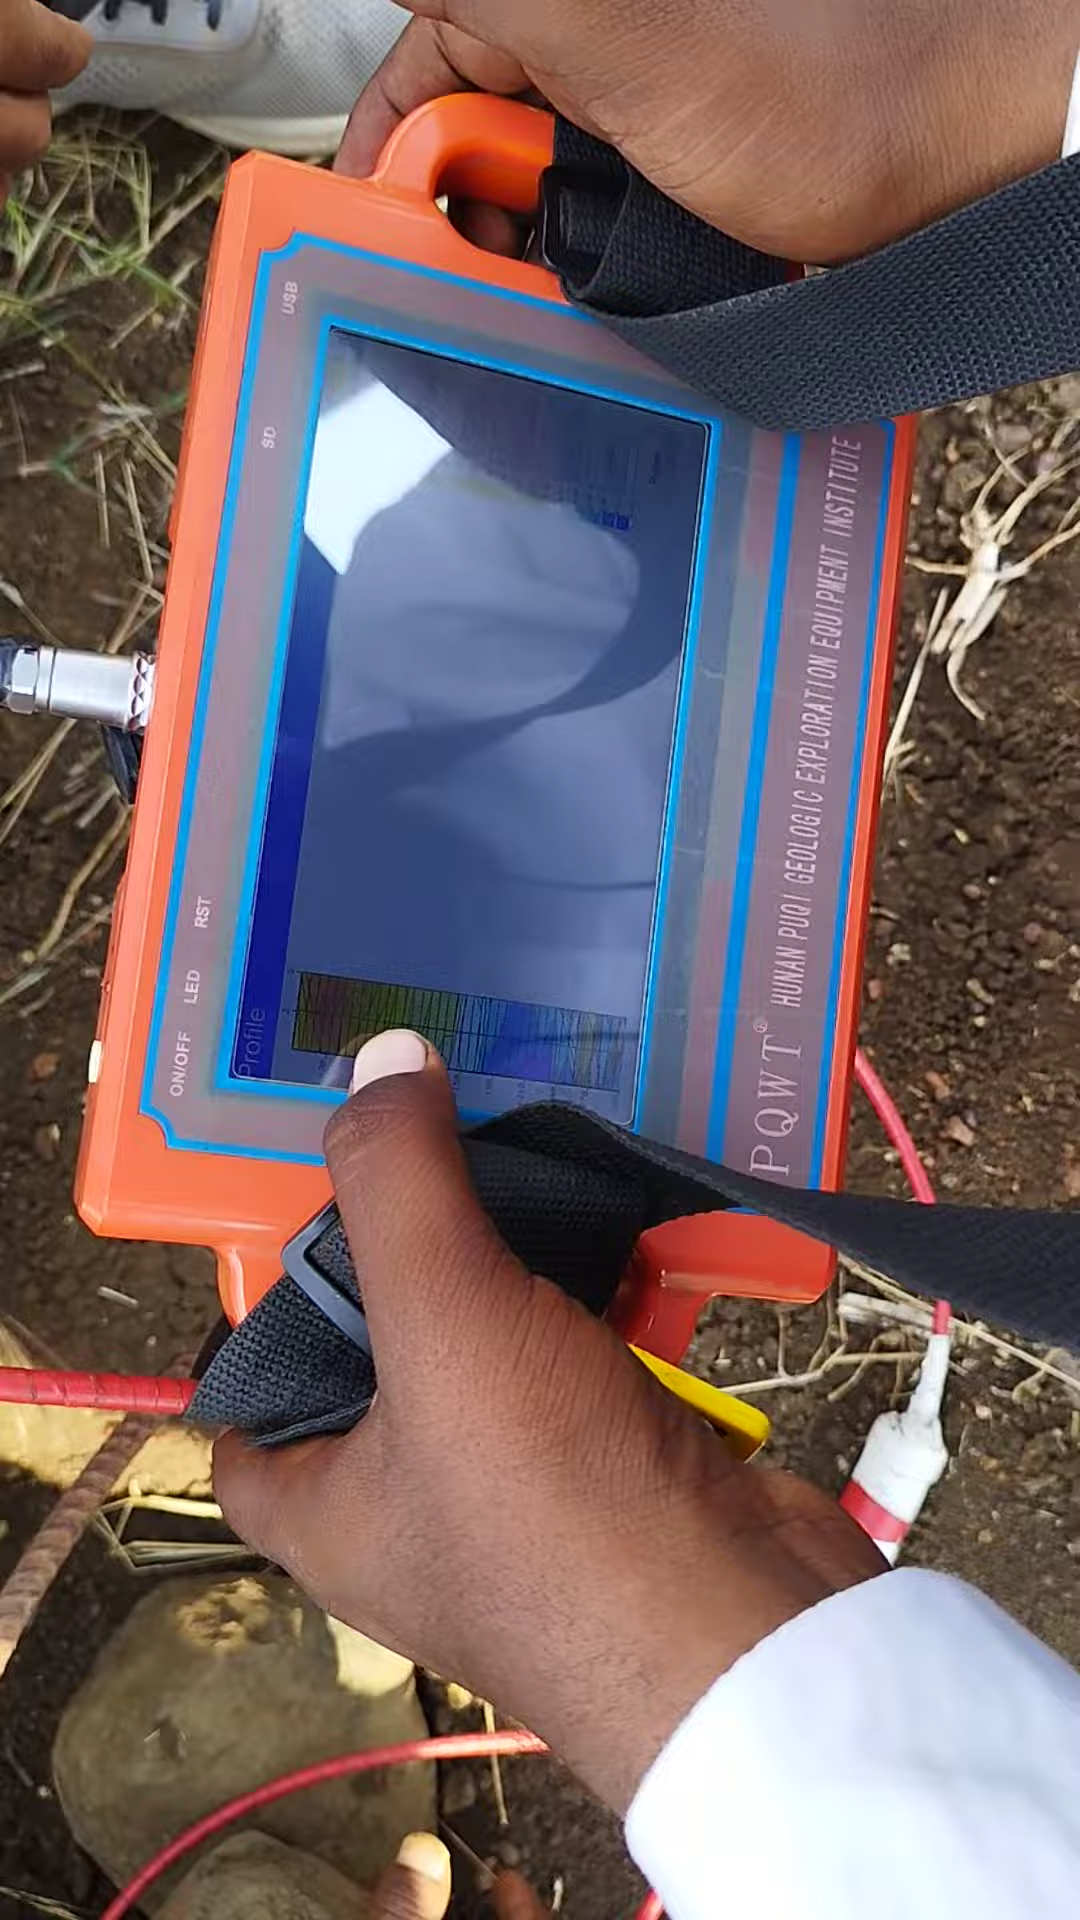 USB
SD
RST
LED
ON/OFF
Profile
PQWT® HUNAN PUQI GEOLOGIC EXPLORATION EQUIPMENT INSTITUTE